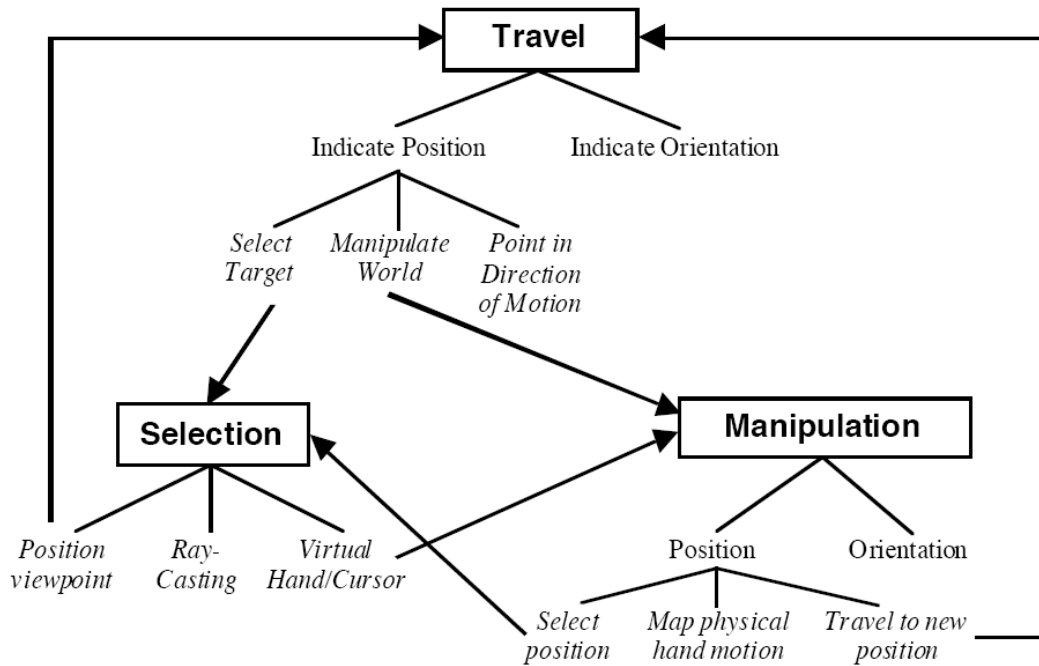 Travel
Indicate Position
Indicate Orientation
Select
Target
Manipulate
World
Point in
Direction
of Motion
Selection
Manipulation
Position
viewpoint
Ray-
Casting
Virtual
Hand/Cursor
Position
Orientation
Select
position
Map physical
hand motion
Travel to new
position